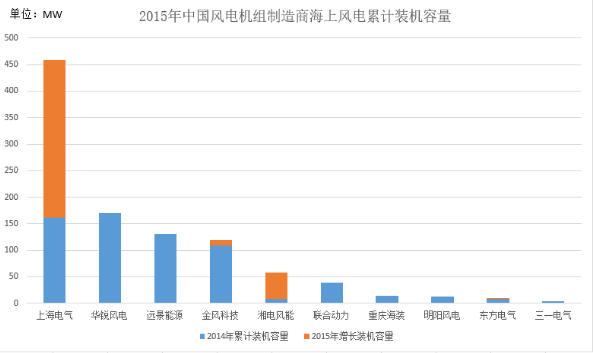 单位：MW
2015年中国风电机组制造商海上风电累计装机容量
500
450
400
350
300
250
200
150
100
50
0
上海电气 华锐风电 远景能源 金风科技 湘电风能 联合动力 重庆海装 明阳风电 东方电气 三一电气
2014年累计装机容量 2015年增长装机容量